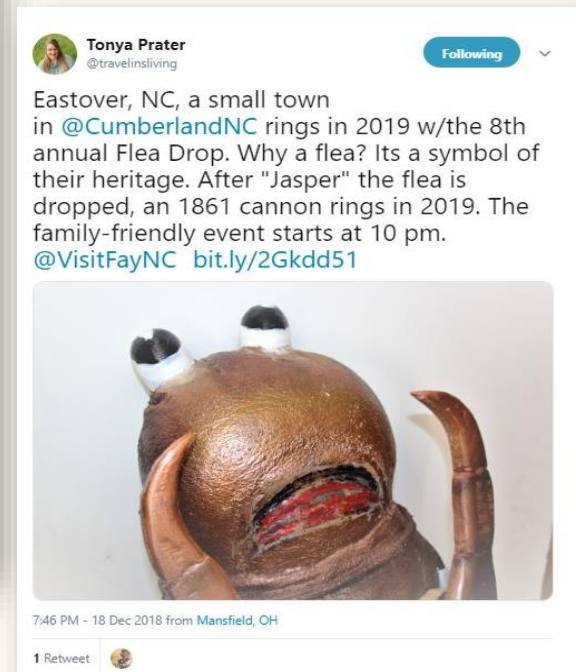 Tonya Prater
@travelinsliving
Following
Eastover, NC, a small town
in @CumberlandNC rings in 2019 w/the 8th
annual Flea Drop. Why a flea? Its a symbol of
their heritage. After "Jasper" the flea is
dropped, an 1861 cannon rings in 2019. The
family-friendly event starts at 10 pm.
@VisitFayNC bit.ly/2Gkdd51
7:46 PM - 18 Dec 2018 from Mansfield, OH
1 Retweet